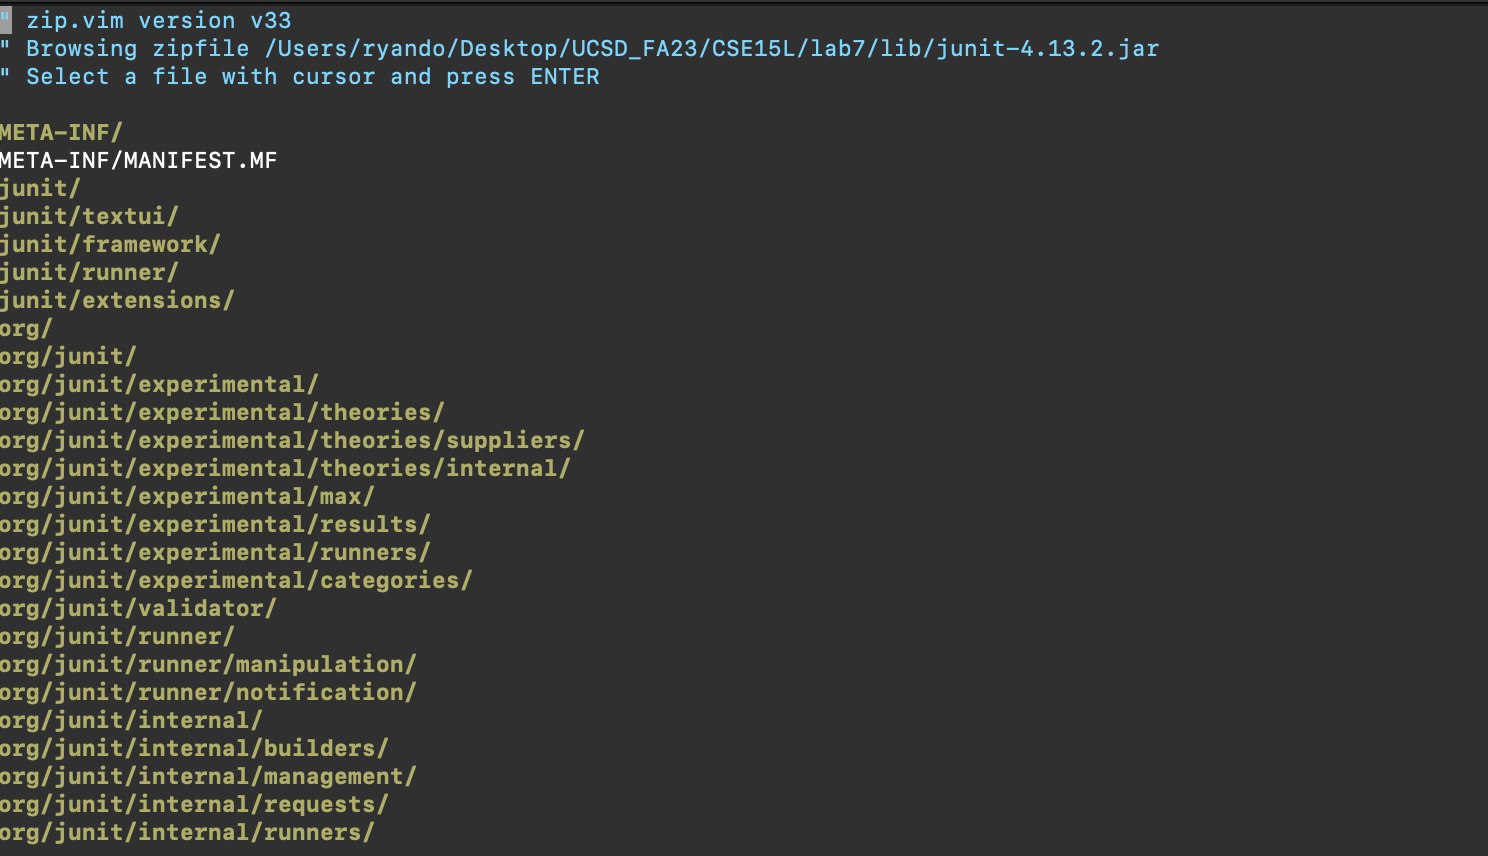 " zip.vim version v33
" Browsing zipfile /Users/ryando/Desktop/UCSD_FA23/CSE15L/lab7/lib/junit-4.13.2.jar
" Select a file with cursor and press ENTER
META-INF/
META-INF/MANIFEST.MF
junit/
junit/textui/
junit/framework/
junit/runner/
junit/extensions/
org/
org/junit/
org/junit/experimental/
org/junit/experimental/theories/
org/junit/experimental/theories/suppliers/
org/junit/experimental/theories/internal/
org/junit/experimental/max/
org/junit/experimental/results/
org/junit/experimental/runners/
org/junit/experimental/categories/
org/junit/validator/
org/junit/runner/
org/junit/runner/manipulation/
org/junit/runner/notification/
org/junit/internal/
org/junit/internal/builders/
org/junit/internal/management/
org/junit/internal/requests/
org/junit/internal/runners/